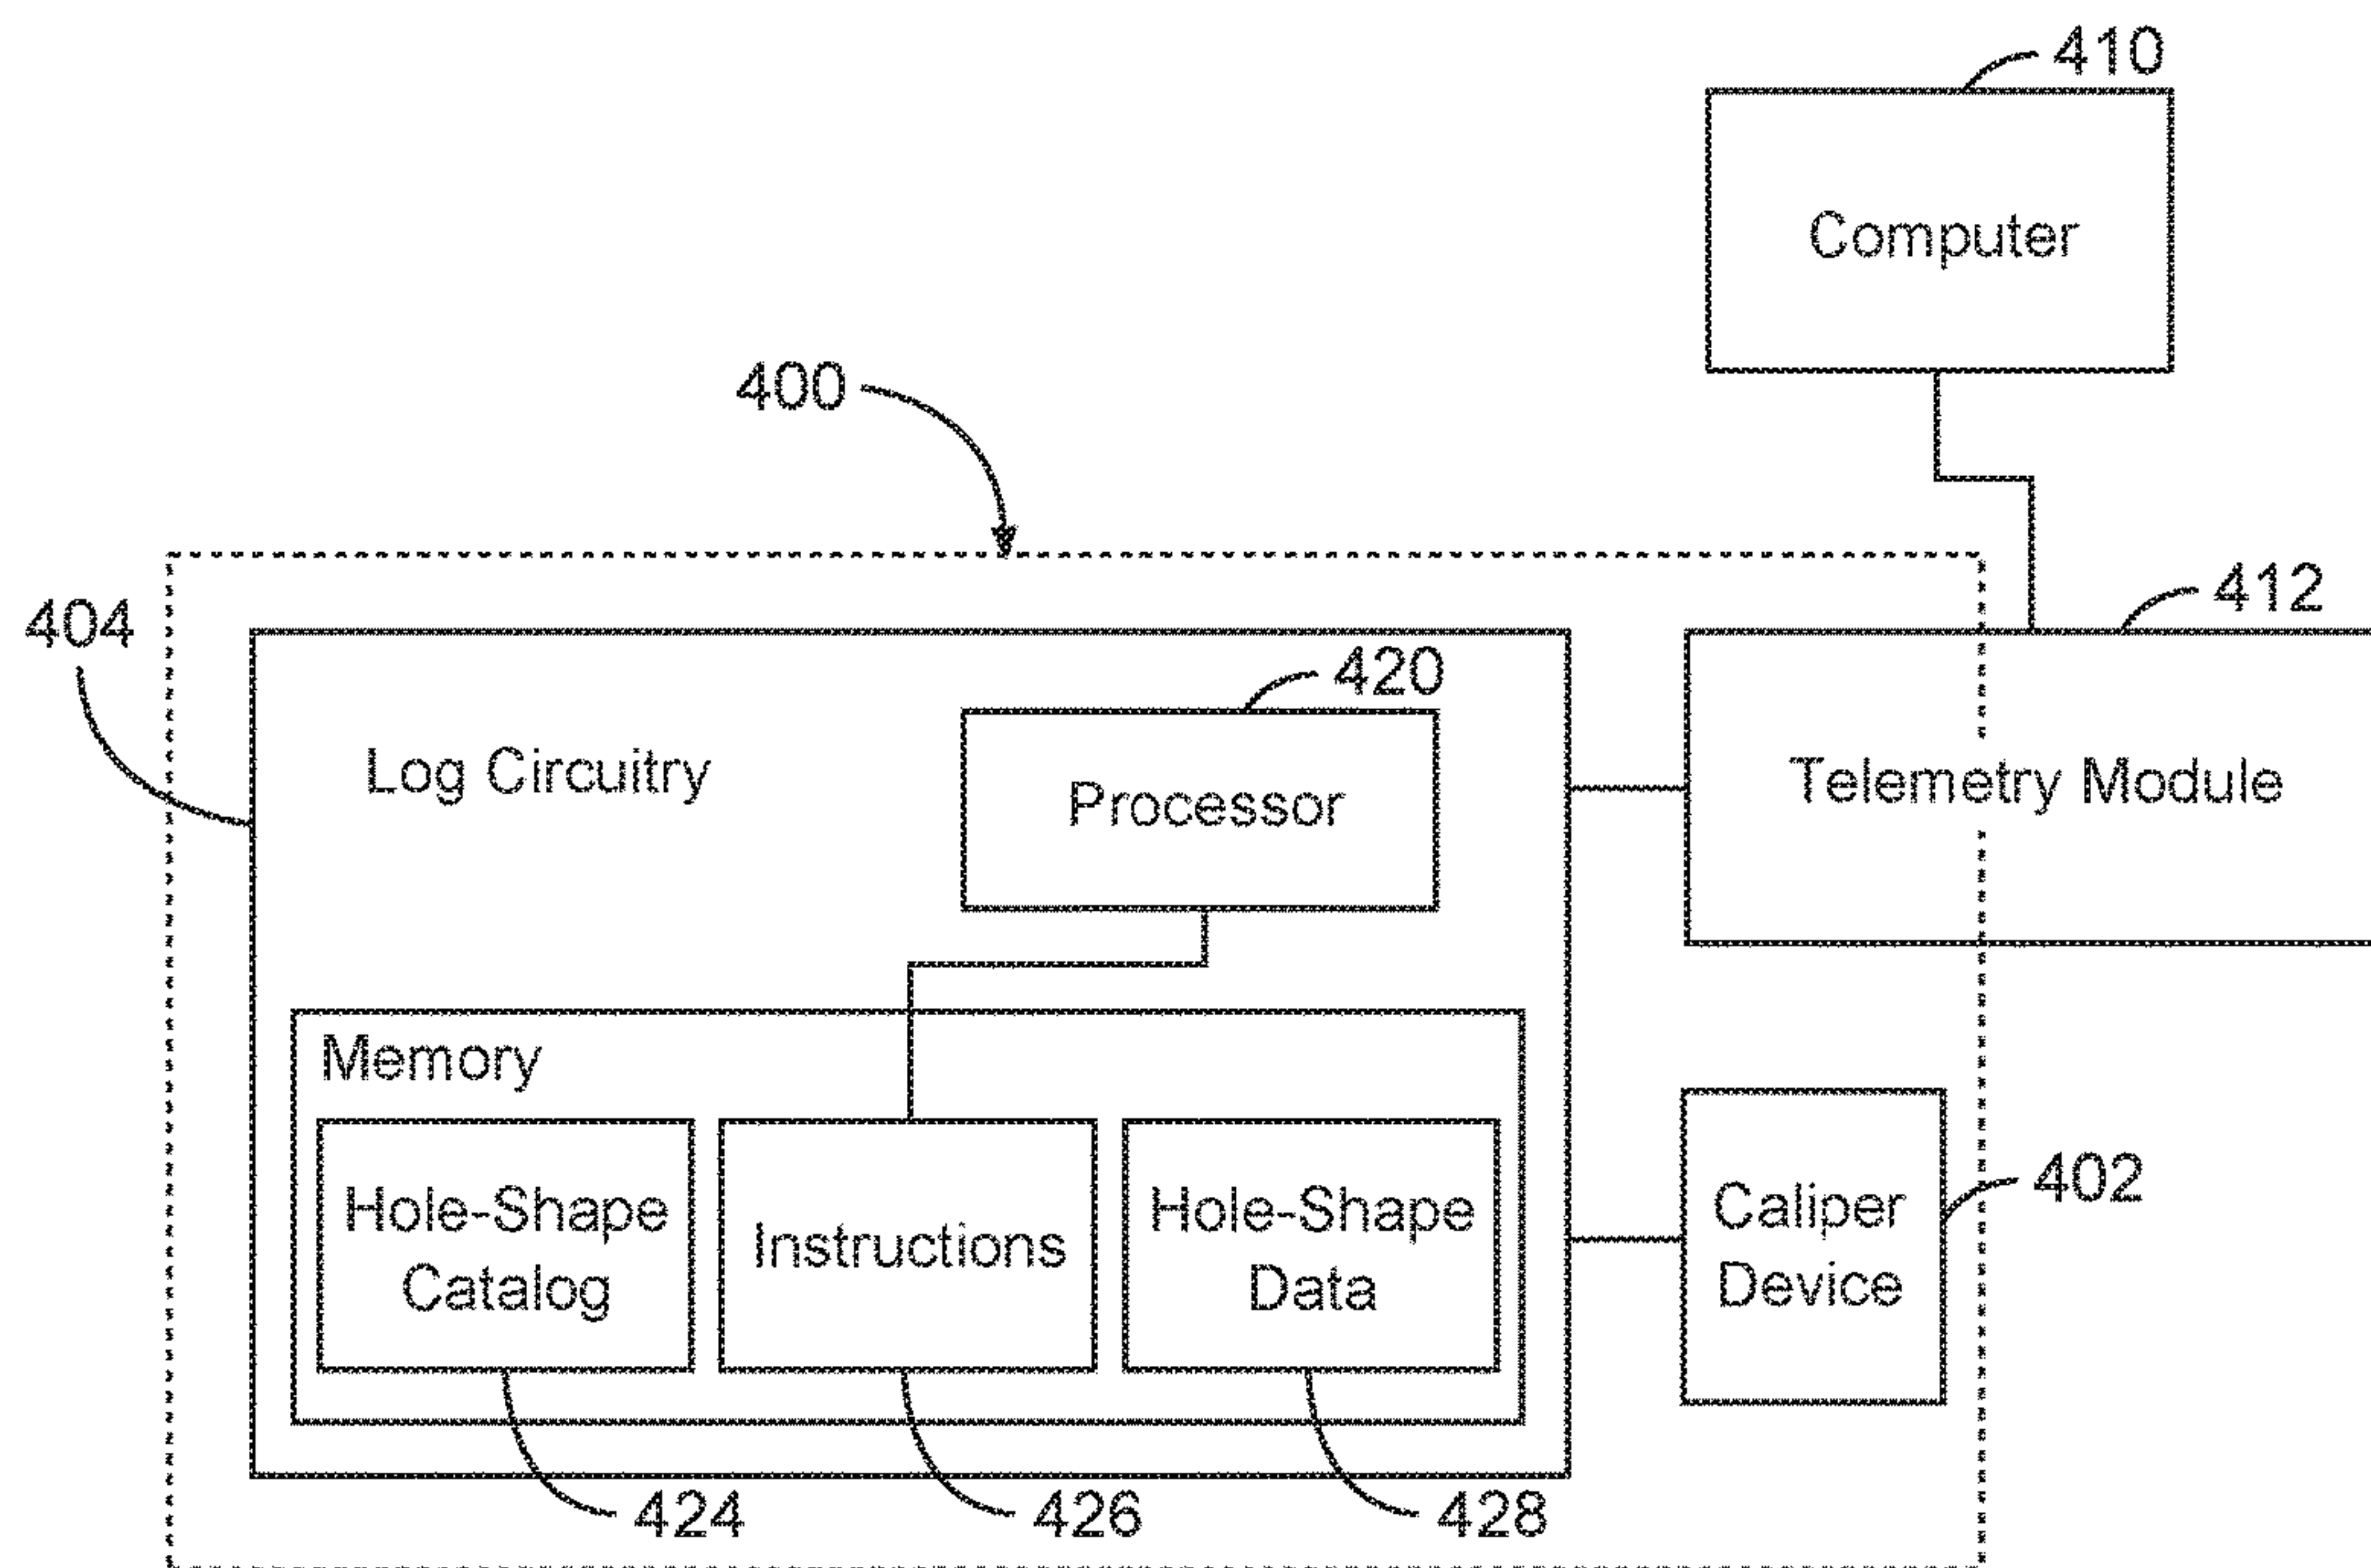 410
Computer
400
412
404
420
Log Circuitry
Processor
Telemetry Module
Memory
Hole-Shape
Catalog
Instructions
Hole-Shape
Data
Caliper
Device
402
424
426
428